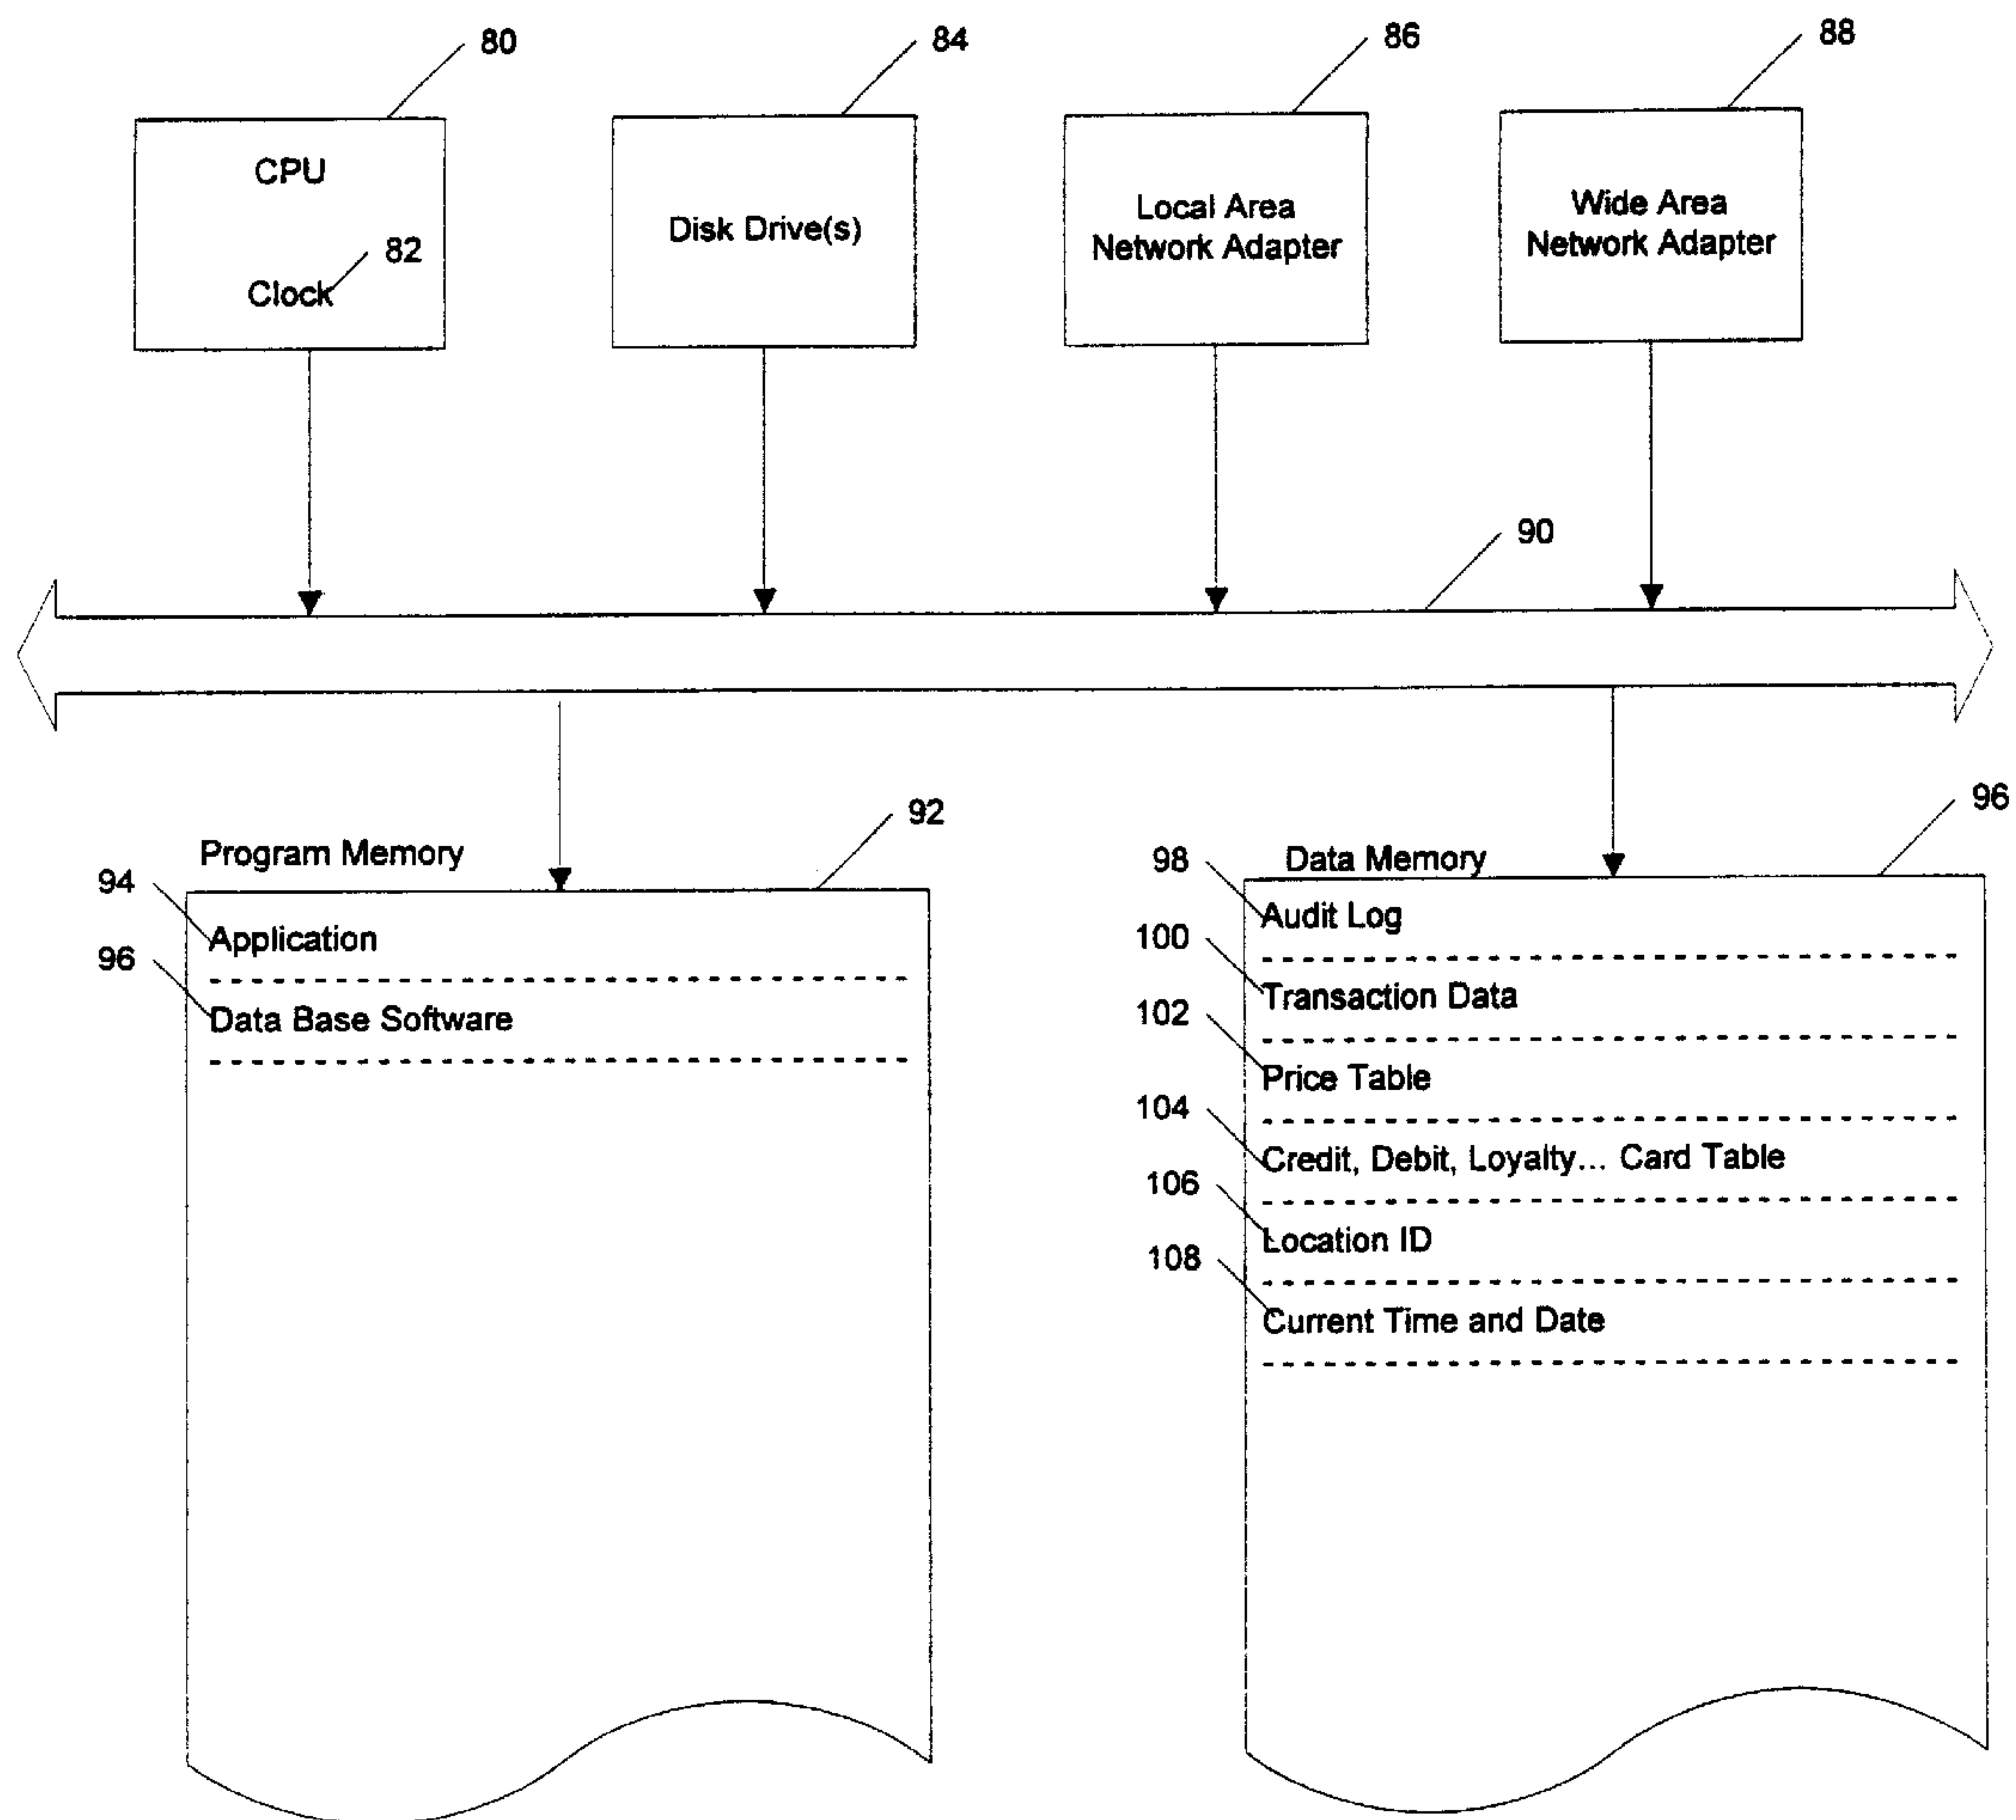 80
84
86
88
CPU
82
Clock
Disk Drive(s)
Local Area
Network Adapter
Wide Area
Network Adapter
90
Program Memory
92
94
Application
96
Data Base Software
Data Memory
96
98
Audit Log
100
Transaction Data
102
Price Table
104
Credit, Debit, Loyalty... Card Table
106
Location ID
108
Current Time and Date